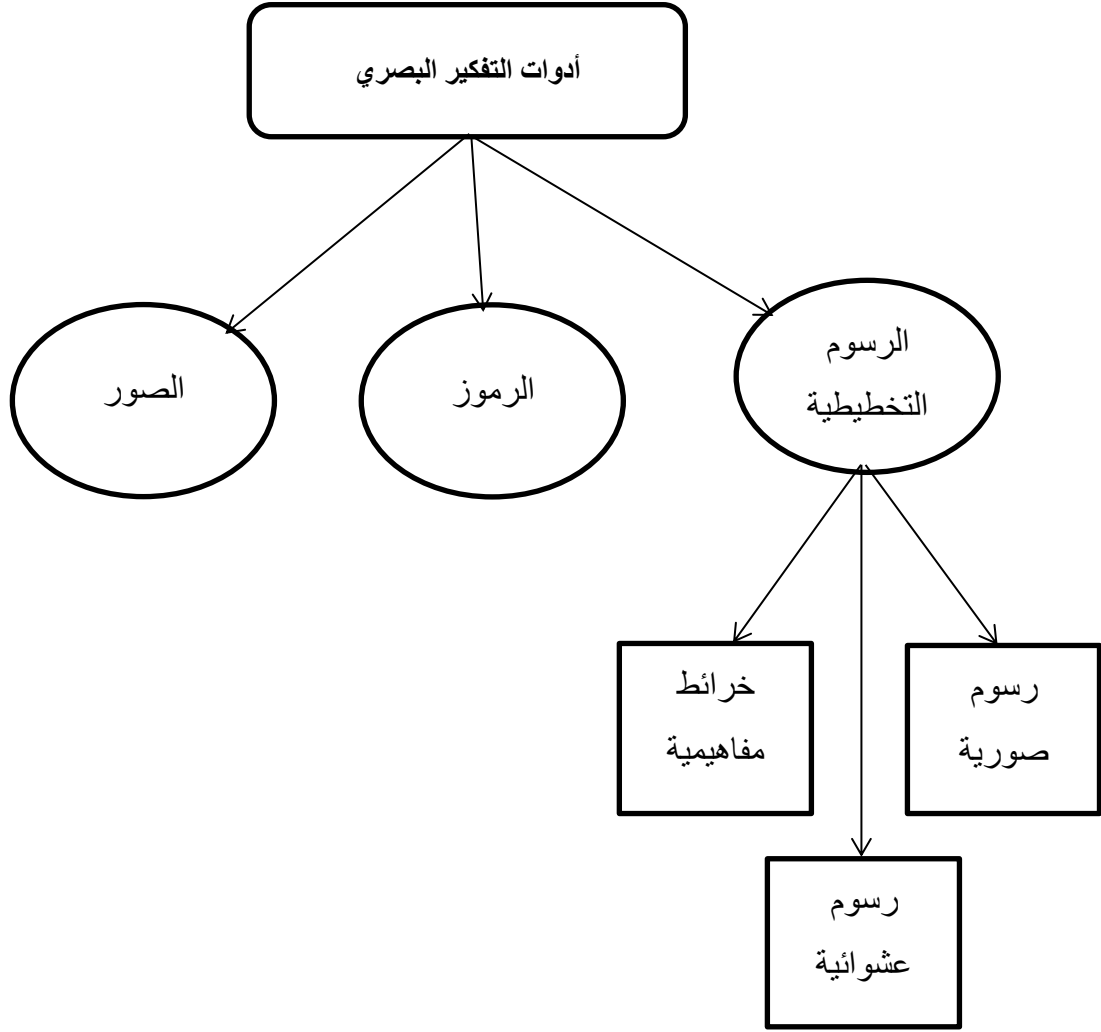 أدوات التفكير البصري
الرسوم
التخطيطية
الرموز
الصور
رسوم
صورية
خرائط
مفاهيمية
رسوم
عشوائية